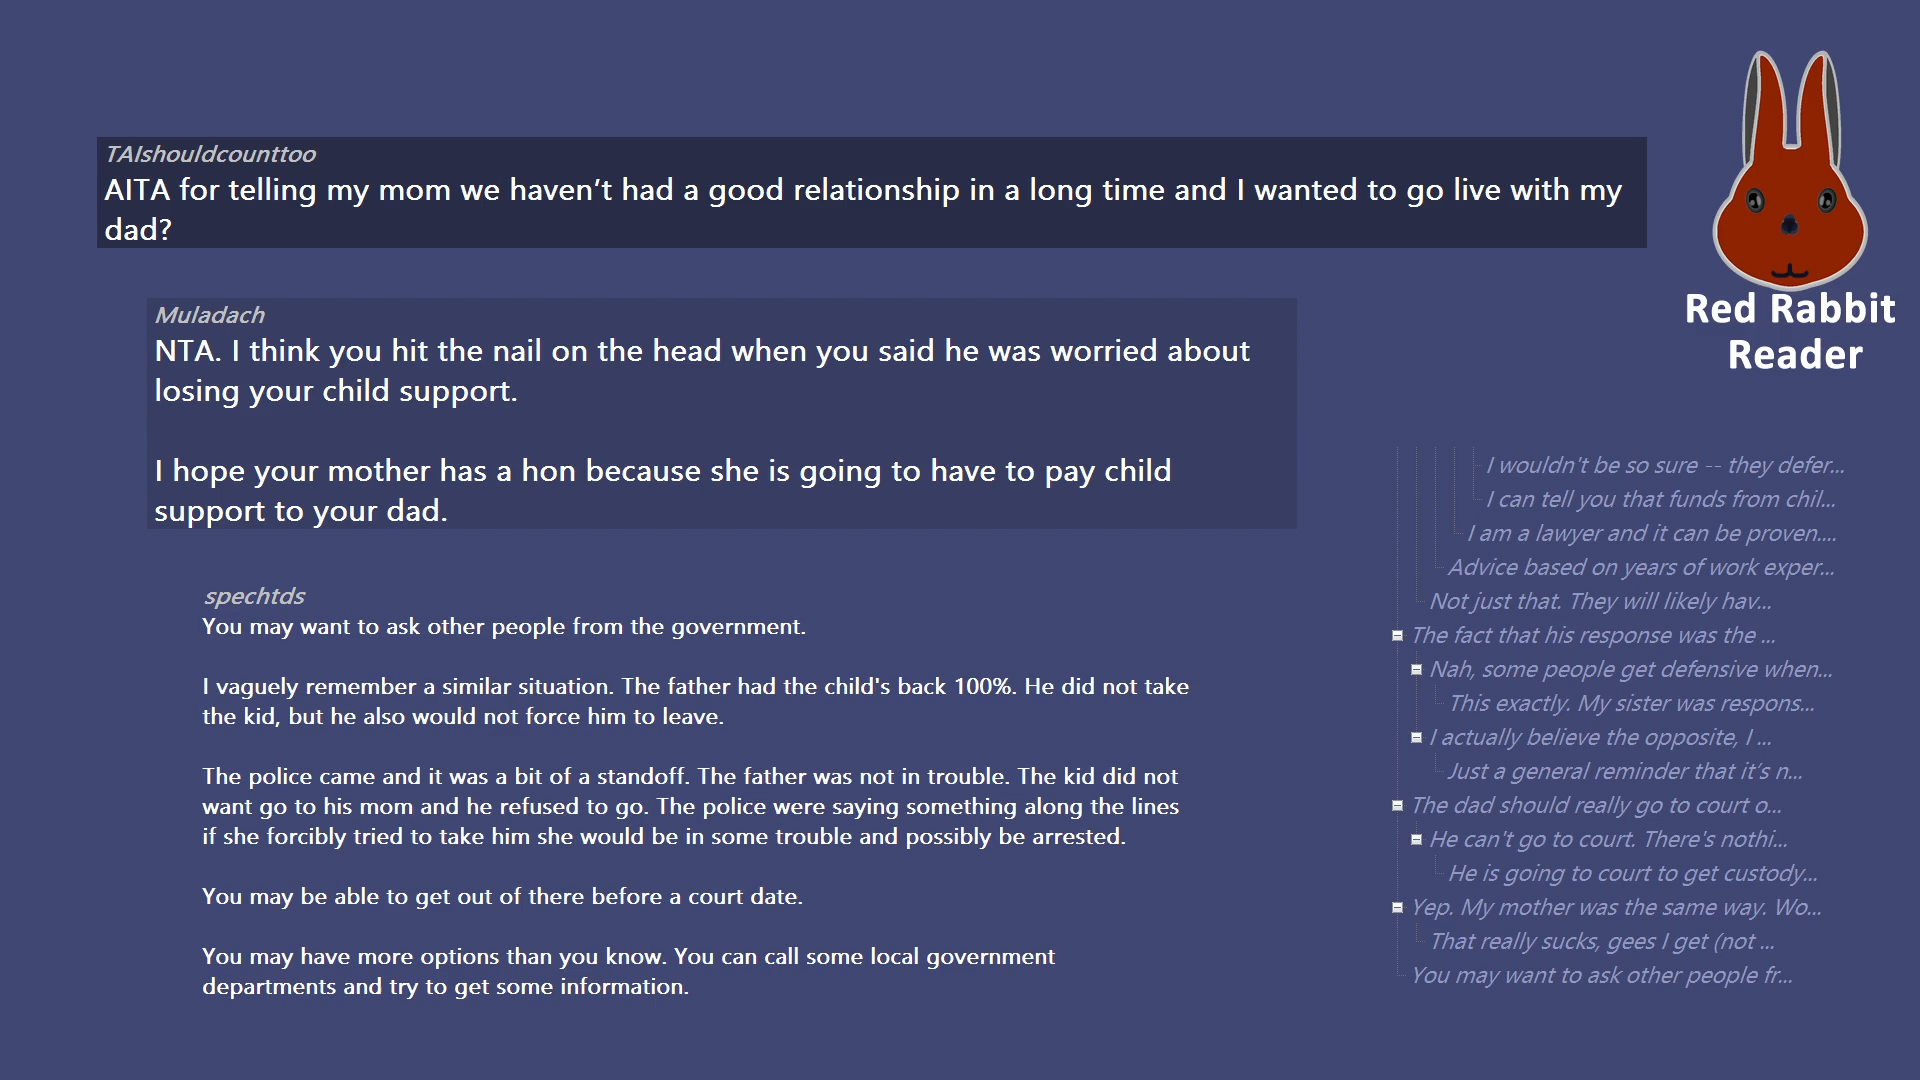 TAIshouldcounttoo
AITA for telling my mom we haven’t had a good relationship in a long time and I wanted to go live with my
dad?
Muladach
NTA. I think you hit the nail on the head when you said he was worried about
losing your child support.
I hope your mother has a hon because she is going to have to pay child
support to your dad.
spechtds
You may want to ask other people from the government.
I vaguely remember a similar situation. The father had the child's back 100%. He did not take
the kid, but he also would not force him to leave.
The police came and it was a bit of a standoff. The father was not in trouble. The kid did not
want go to his mom and he refused to go. The police were saying something along the lines
if she forcibly tried to take him she would be in some trouble and possibly be arrested.
You may be able to get out of there before a court date.
You may have more options than you know. You can call some local government
departments and try to get some information.
Red Rabbit
Reader
I wouldn't be so sure -- they defer...
I can tell you that funds from chil...
I am a lawyer and it can be proven....
Advice based on years of work exper...
Not just that. They will likely hav...
The fact that his response was the ...
Nah, some people get defensive when...
This exactly. My sister was respons...
I actually believe the opposite, I ...
Just a general reminder that it’s n...
The dad should really go to court o...
He can't go to court. There's nothi...
He is going to court to get custody...
Yep. My mother was the same way. Wo...
That really sucks, gees I get (not ...
You may want to ask other people fr...